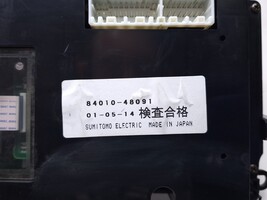 84010-48091
01-05-14 検査合格
SUMITOMO ELECTRIC MADE IN JAPAN